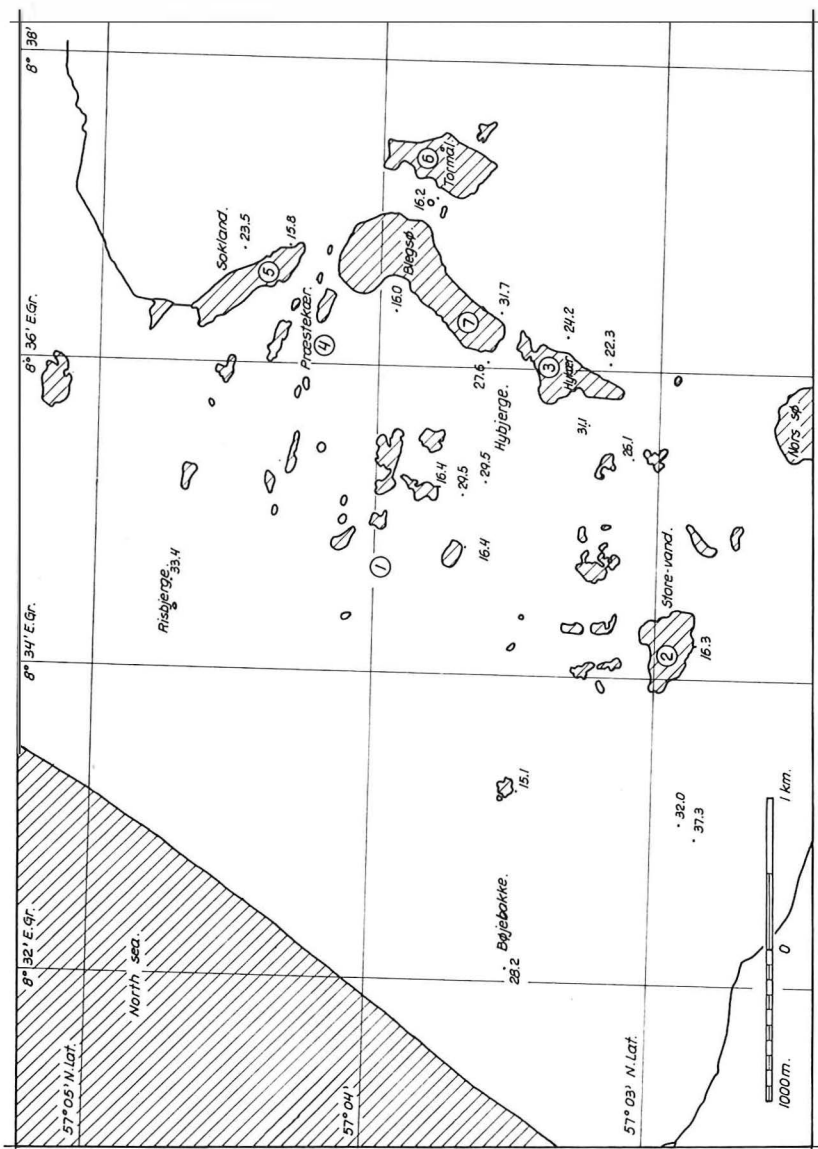 8° 32' E.Gr.
8° 34' E.Gr.
8° 36' E.Gr.
8° 38'
57° 05' N.Lat.
North sea.
Risbjerge.
33.4
Sokland.
23.5
5
15.8
Præstekær.
4
57° 04'
1
16.0
Blegsø.
16.2
6
Tormål.
16.4
29.5
29.5
16.4
7
27.6
31.7
Hybjerge.
28.2
Bøjebakke.
15.1
3
Hykær
24.2
22.3
31.1
26.1
57° 03' N.Lat.
Store-vand.
2
16.3
32.0
37.3
Nors sø
1000m.
0
1 km.